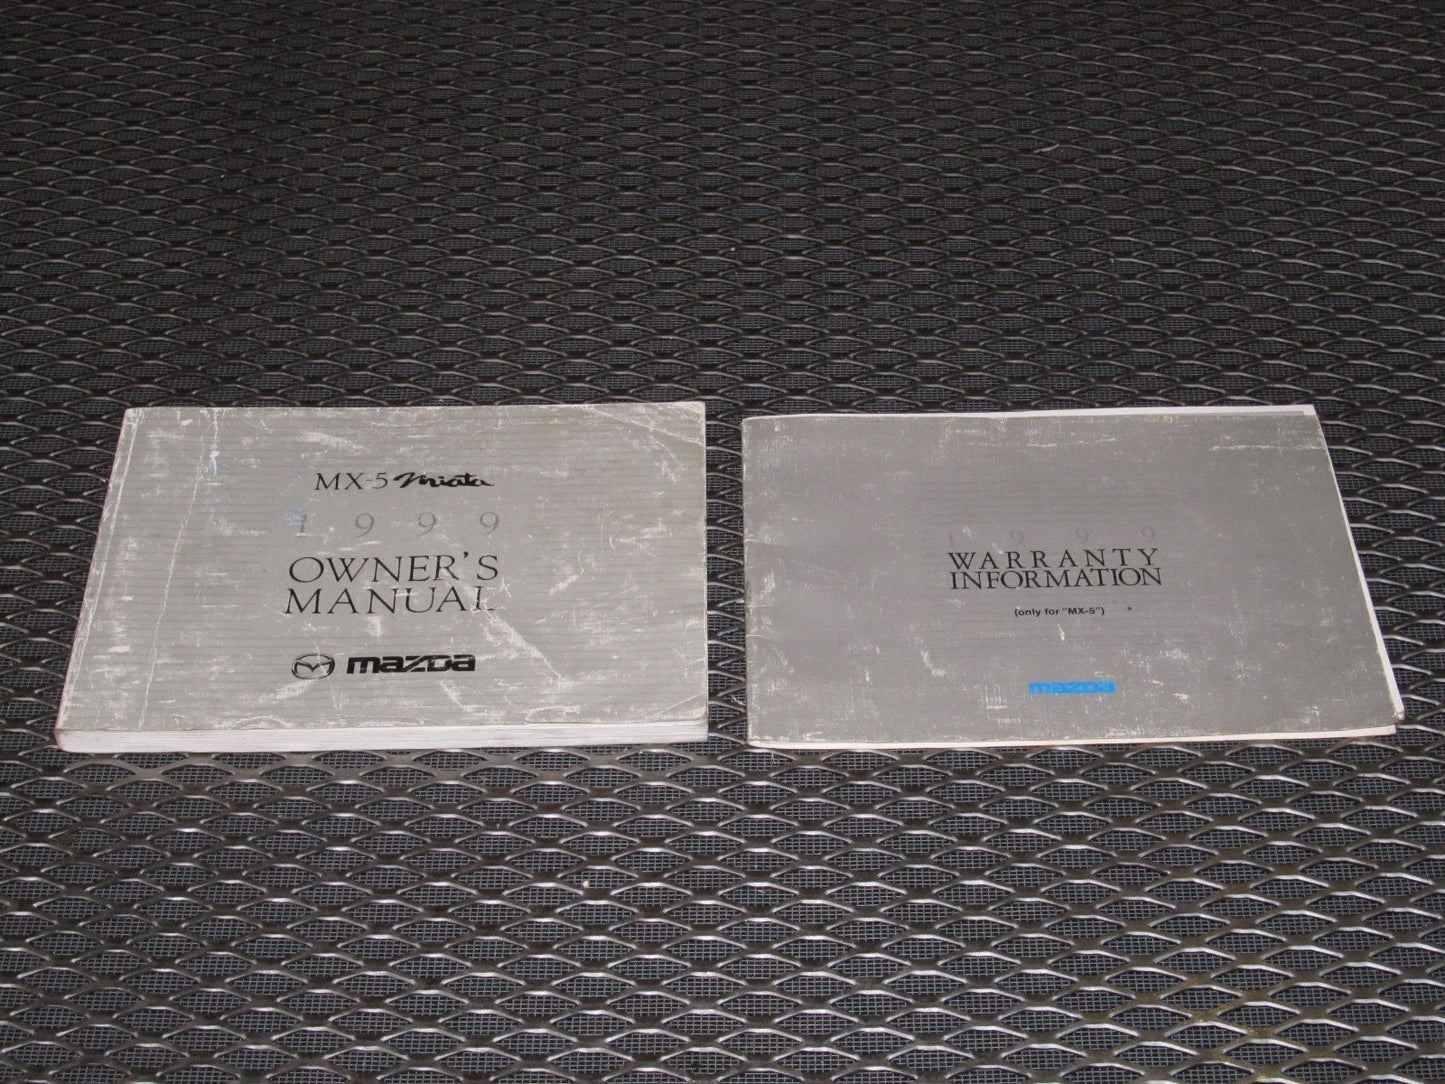 MX-5 Miata
1999
OWNER'S
MANUAL
mazda
1999
WARRANTY
INFORMATION
(only for "MX-5")
mazda